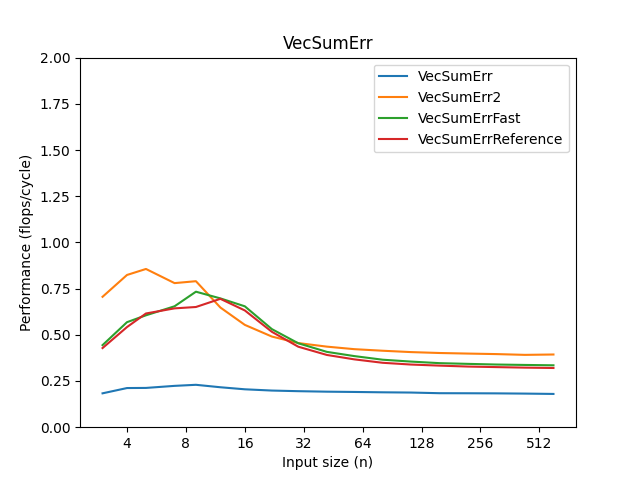 VecSumErr
2.00
1.75
1.50
1.25
1.00
0.75
0.50
0.25
0.00
Performance (flops/cycle)
VecSumErr
VecSumErr2
VecSumErrFast
VecSumErrReference
4 8 16 32 64 128 256 512
Input size (n)